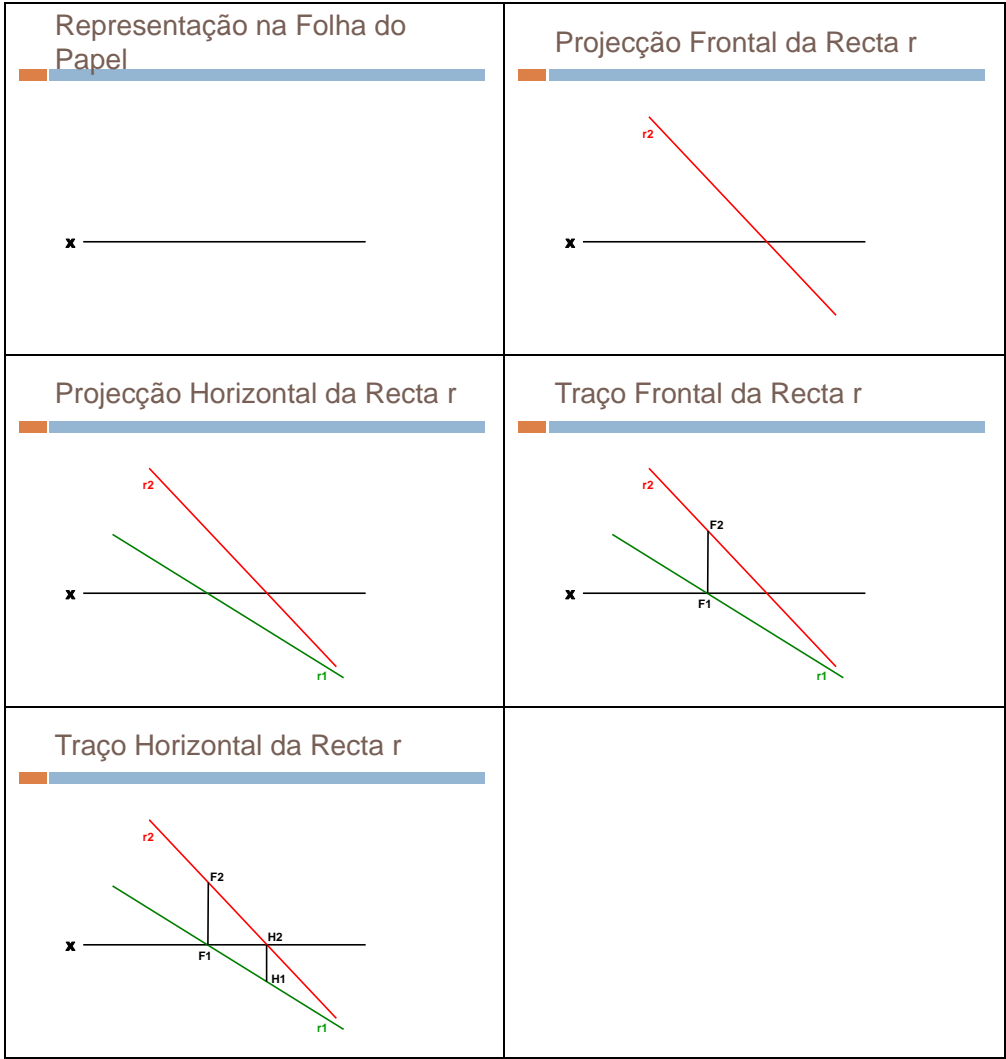 Representação na Folha do
Papel
x
Projecção Frontal da Recta r
r2
x
Projecção Horizontal da Recta r
r2
x
r1
Traço Frontal da Recta r
r2
F2
x
F1
r1
Traço Horizontal da Recta r
r2
F2
H2
x
F1
H1
r1